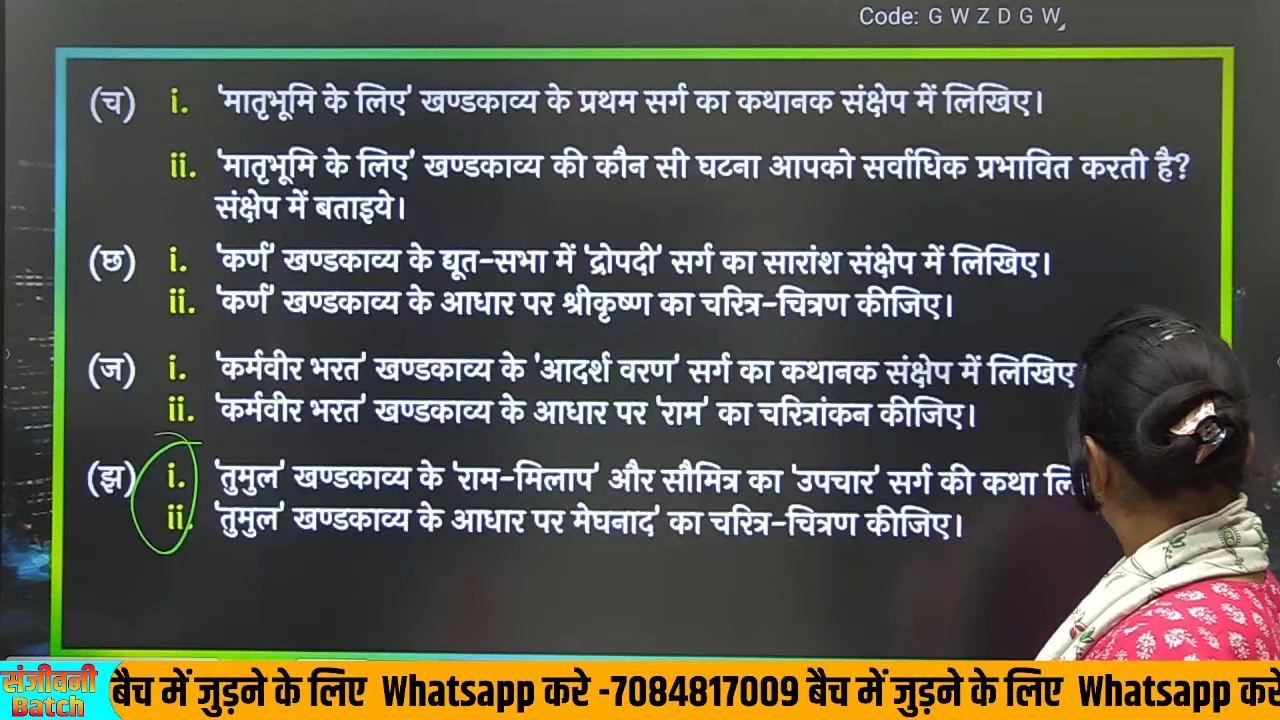 Code: G W Z D G W
(च) i. 'मातृभूमि के लिए' खण्डकाव्य के प्रथम सर्ग का कथानक संक्षेप में लिखिए।
ii. 'मातृभूमि के लिए' खण्डकाव्य की कौन सी घटना आपको सर्वाधिक प्रभावित करती है?
संक्षेप में बताइये।
(छ) i. 'कर्ण' खण्डकाव्य के द्यूत-सभा में 'द्रोपदी' सर्ग का सारांश संक्षेप में लिखिए।
ii. 'कर्ण' खण्डकाव्य के आधार पर श्रीकृष्ण का चरित्र-चित्रण कीजिए।
(ज) i. 'कर्मवीर भरत' खण्डकाव्य के 'आदर्श वरण' सर्ग का कथानक संक्षेप में लिखिए
ii. 'कर्मवीर भरत' खण्डकाव्य के आधार पर 'राम' का चरित्रांकन कीजिए।
(झ) i. 'तुमुल' खण्डकाव्य के 'राम-मिलाप' और सौमित्र का 'उपचार' सर्ग की कथा
ii. 'तुमुल' खण्डकाव्य के आधार पर मेघनाद' का चरित्र-चित्रण कीजिए।
संजीवनी
Batch
बैच में जुड़ने के लिए Whatsapp करे -7084817009 बैच में जुड़ने के लिए Whatsapp करे